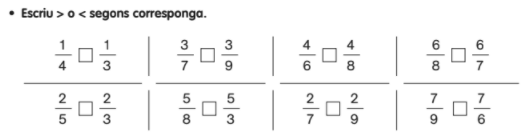 • Escriu > o < segons corresponga.
1/4 □ 1/3 | 3/7 □ 3/9 | 4/6 □ 4/8 | 6/8 □ 6/7
2/5 □ 2/3 | 5/8 □ 5/3 | 2/7 □ 2/9 | 7/9 □ 7/6